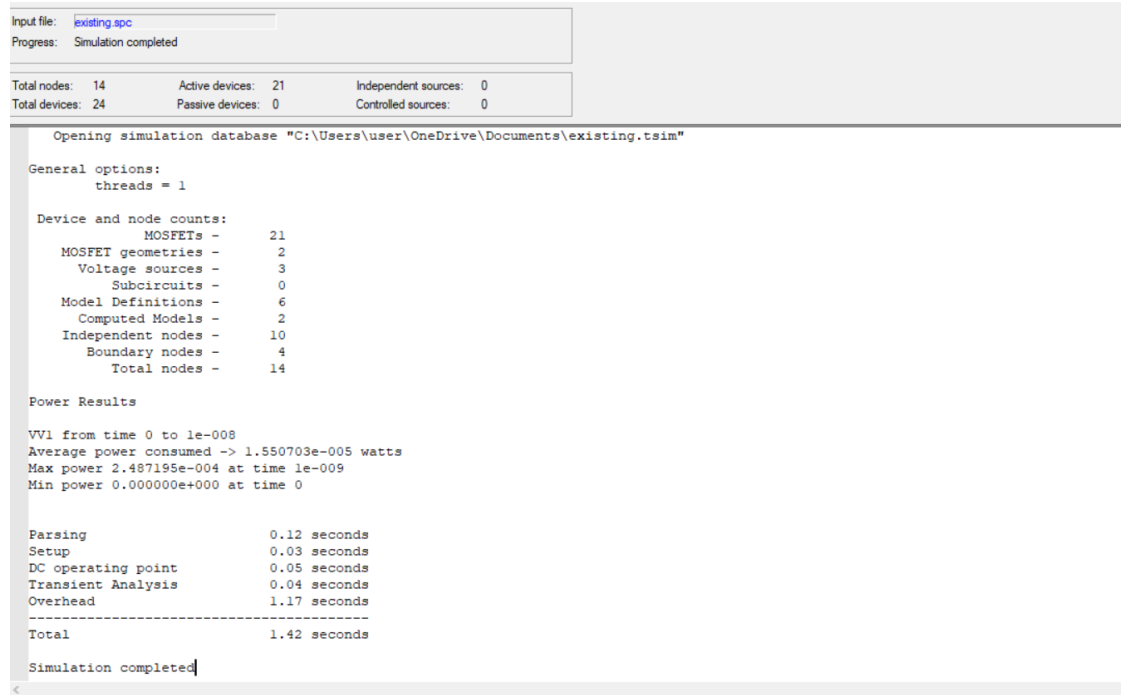 Input file: existing.spc
Progress: Simulation completed
Total nodes: 14 Active devices: 21 Independent sources: 0
Total devices: 24 Passive devices: 0 Controlled sources: 0
Opening simulation database "C:\Users\user\OneDrive\Documents\existing.tsim"
General options:
threads = 1
Device and node counts:
MOSFETs - 21
MOSFET geometries - 2
Voltage sources - 3
Subcircuits - 0
Model Definitions - 6
Computed Models - 2
Independent nodes - 10
Boundary nodes - 4
Total nodes - 14
Power Results
VV1 from time 0 to 1e-008
Average power consumed -> 1.550703e-005 watts
Max power 2.487195e-004 at time 1e-009
Min power 0.000000e+000 at time 0
Parsing 0.12 seconds
Setup 0.03 seconds
DC operating point 0.05 seconds
Transient Analysis 0.04 seconds
Overhead 1.17 seconds
-----------------------------------------
Total 1.42 seconds
Simulation completed